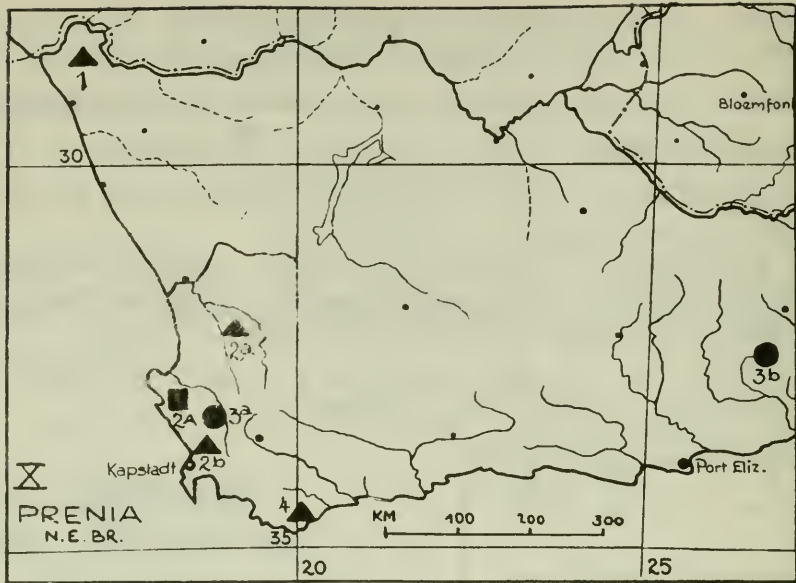 1
Bloemfon
30
2a
3b
2A
3a
2b
Kapstadt
Port Eliz.
X
PRENIA
N.E. BR.
4
35
KM 100 200 300
20
25